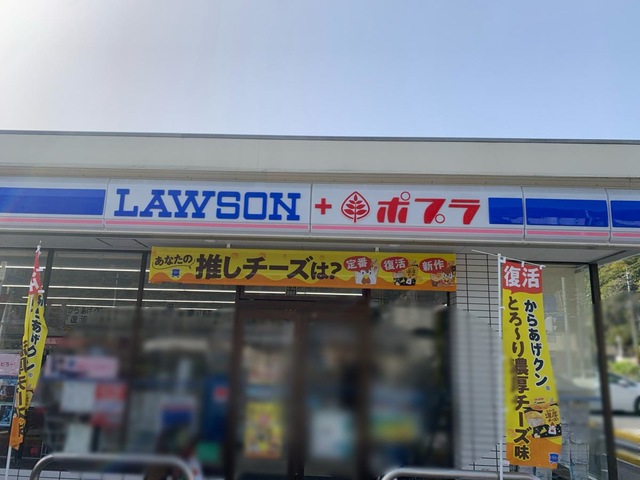 LAWSON + ポプラ
あなたの推しチーズは? 定番 復活 新作
復活
からあげクン®
とろ〜り濃厚チーズ味